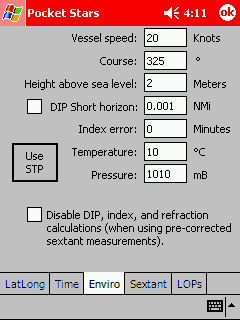 Pocket Stars 4:11 ok
Vessel speed: 20 Knots
Course: 325 °
Height above sea level: 2 Meters
DIP Short horizon: 0.001 NMi
Index error: 0 Minutes
Use
STP
Temperature: 10 °C
Pressure: 1010 mB
Disable DIP, index, and refraction
calculations (when using pre-corrected
sextant measurements).
LatLong Time Enviro Sextant LOPs